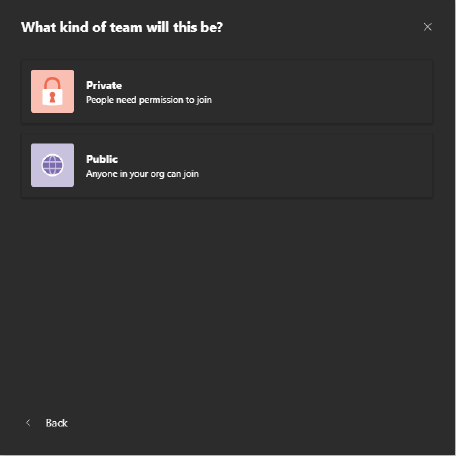 What kind of team will this be?
Private
People need permission to join
Public
Anyone in your org can join
Back